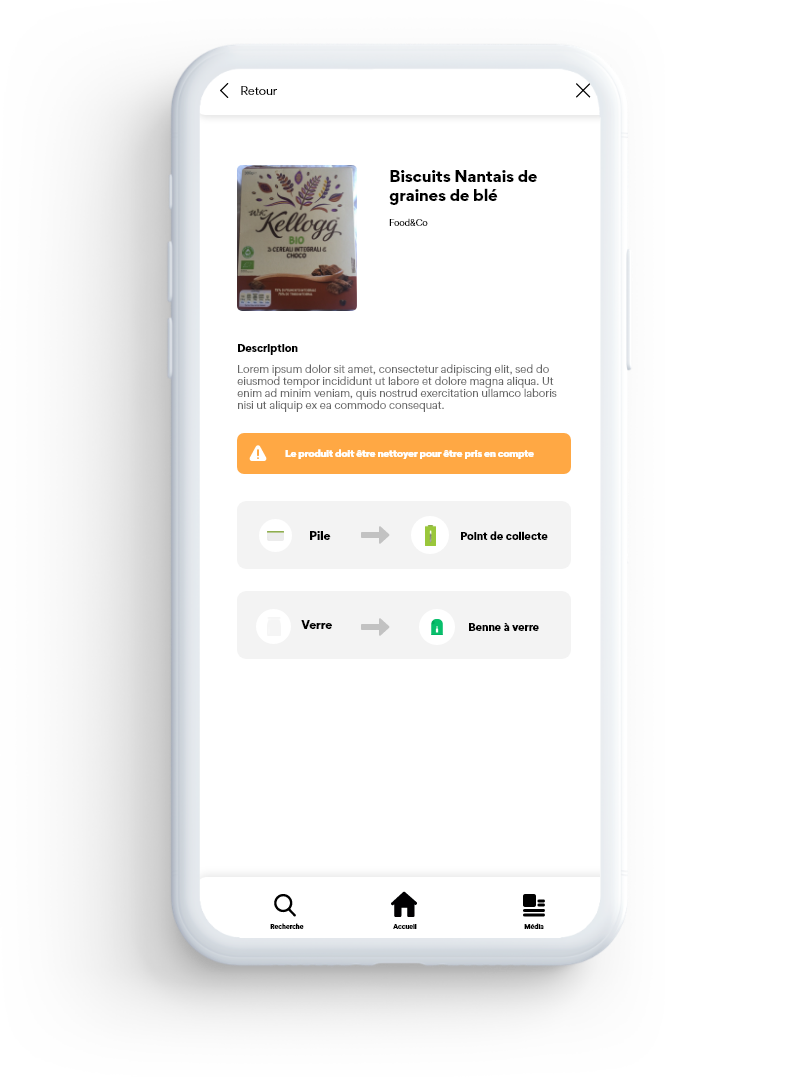 Retour
Biscuits Nantais de
graines de blé
Food&Co
Kellogg
BIO
3-CEREALI INTEGRALI &
CHOCO
Description
Lorem ipsum dolor sit amet, consectetur adipiscing elit, sed do
eiusmod tempor incididunt ut labore et dolore magna aliqua. Ut
enim ad minim veniam, quis nostrud exercitation ullamco laboris
nisi ut aliquip ex ea commodo consequat.
Le produit doit être nettoyer pour être pris en compte
Pile
Point de collecte
Verre
Benne à verre
Recherche
Accueil
Média